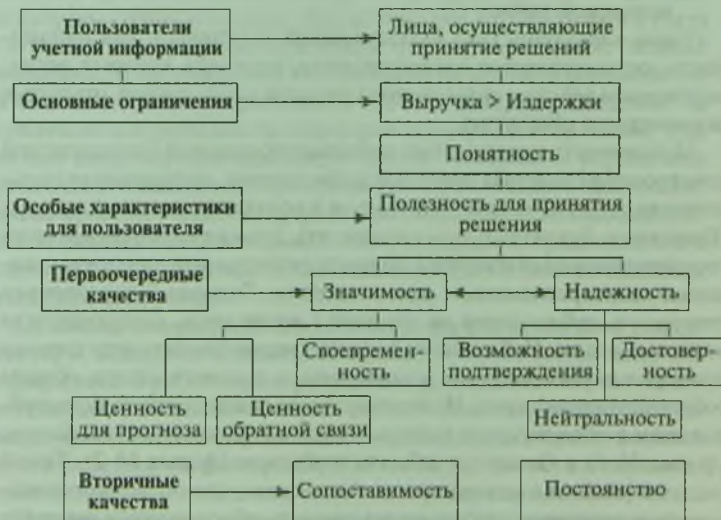 Пользователи
учетной информации
Лица, осуществляющие
принятие решений
Основные ограничения
Выручка > Издержки
Понятность
Особые характеристики
для пользователя
Полезность для принятия
решения
Первоочередные
качества
Значимость
Надежность
Своевремен-
ность
Возможность
подтверждения
Достовер-
ность
Ценность
для прогноза
Ценность
обратной связи
Нейтральность
Вторичные
качества
Сопоставимость
Постоянство